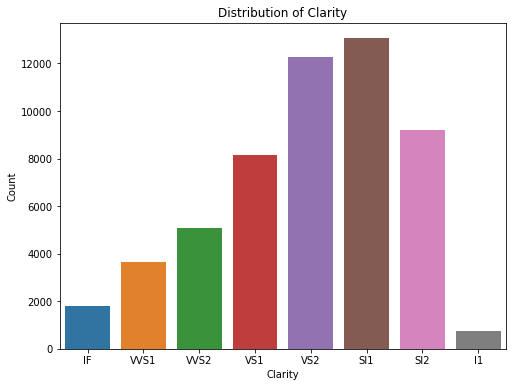 Distribution of Clarity
Count
12000
10000
8000
6000
4000
2000
0
IF VVS1 VVS2 VS1 VS2 SI1 SI2 I1
Clarity